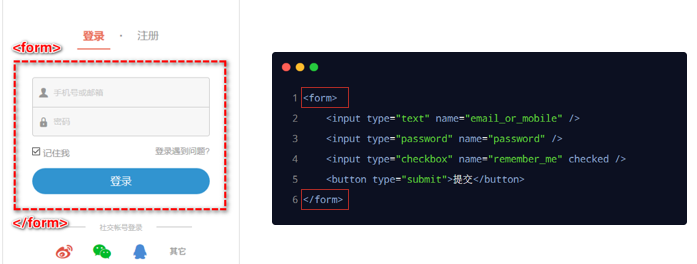 登录 · 注册
<form>
手机号或邮箱
密码
记住我 登录遇到问题?
登录
</form>
社交帐号登录
其它
1 <form>
2 <input type="text" name="email_or_mobile" />
3 <input type="password" name="password" />
4 <input type="checkbox" name="remember_me" checked />
5 <button type="submit">提交</button>
6 </form>